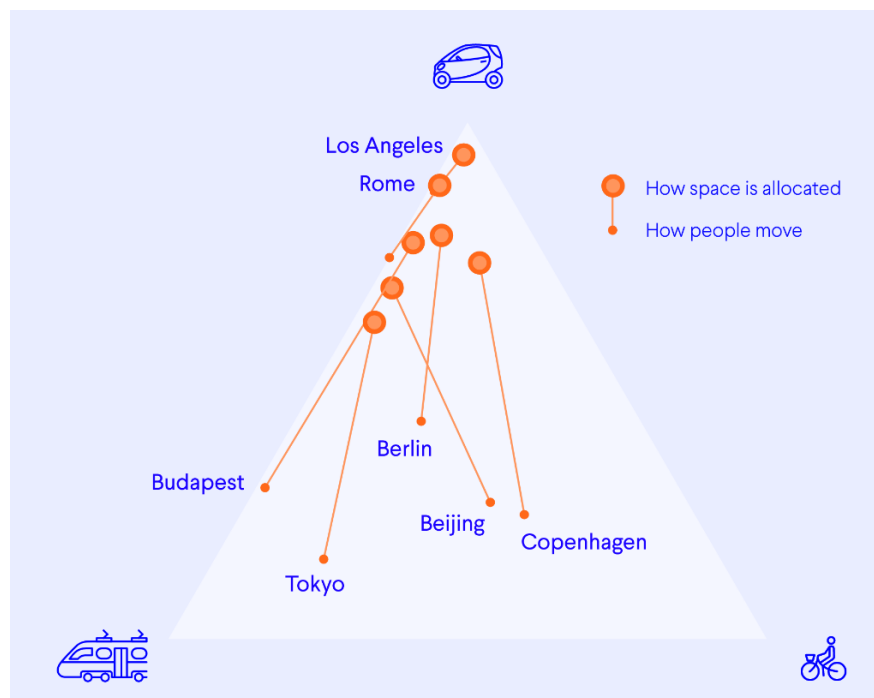 Los Angeles
Rome
How space is allocated
How people move
Berlin
Budapest
Beijing
Copenhagen
Tokyo